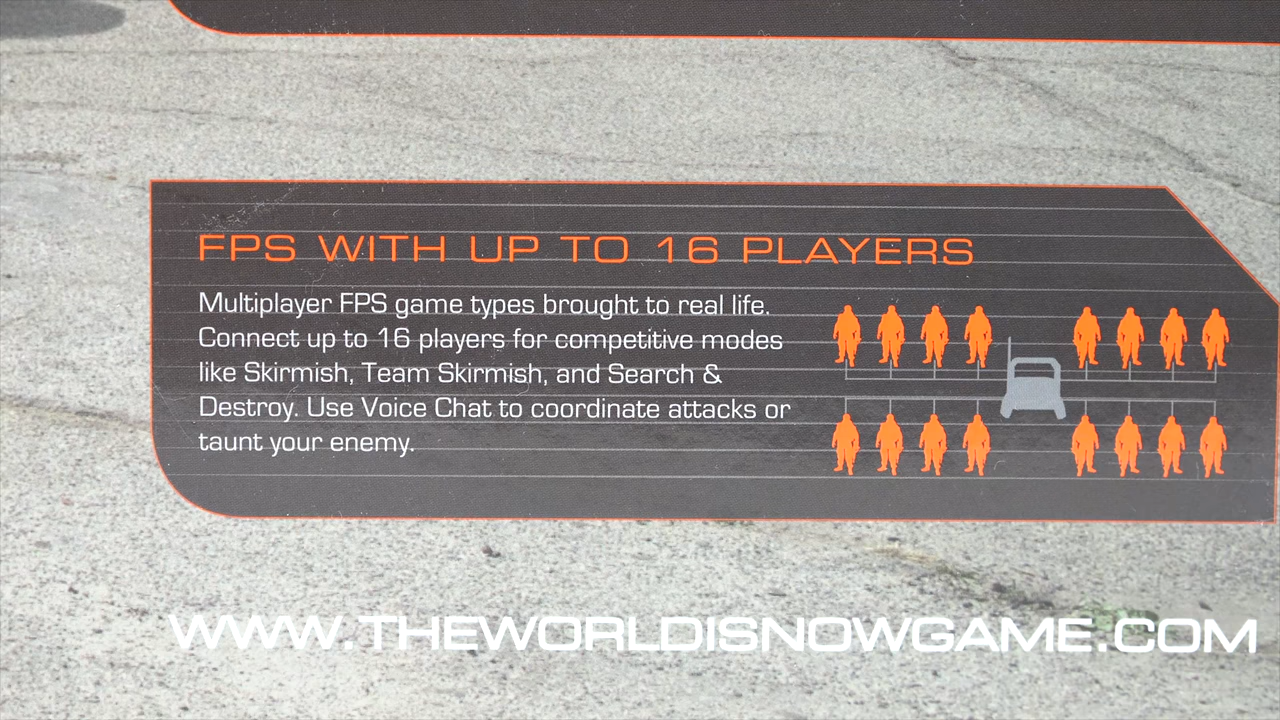 FPS WITH UP TO 16 PLAYERS
Multiplayer FPS game types brought to real life.
Connect up to 16 players for competitive modes
like Skirmish, Team Skirmish, and Search &
Destroy. Use Voice Chat to coordinate attacks or
taunt your enemy.
WWW.THEWORLDISNOWGAME.COM